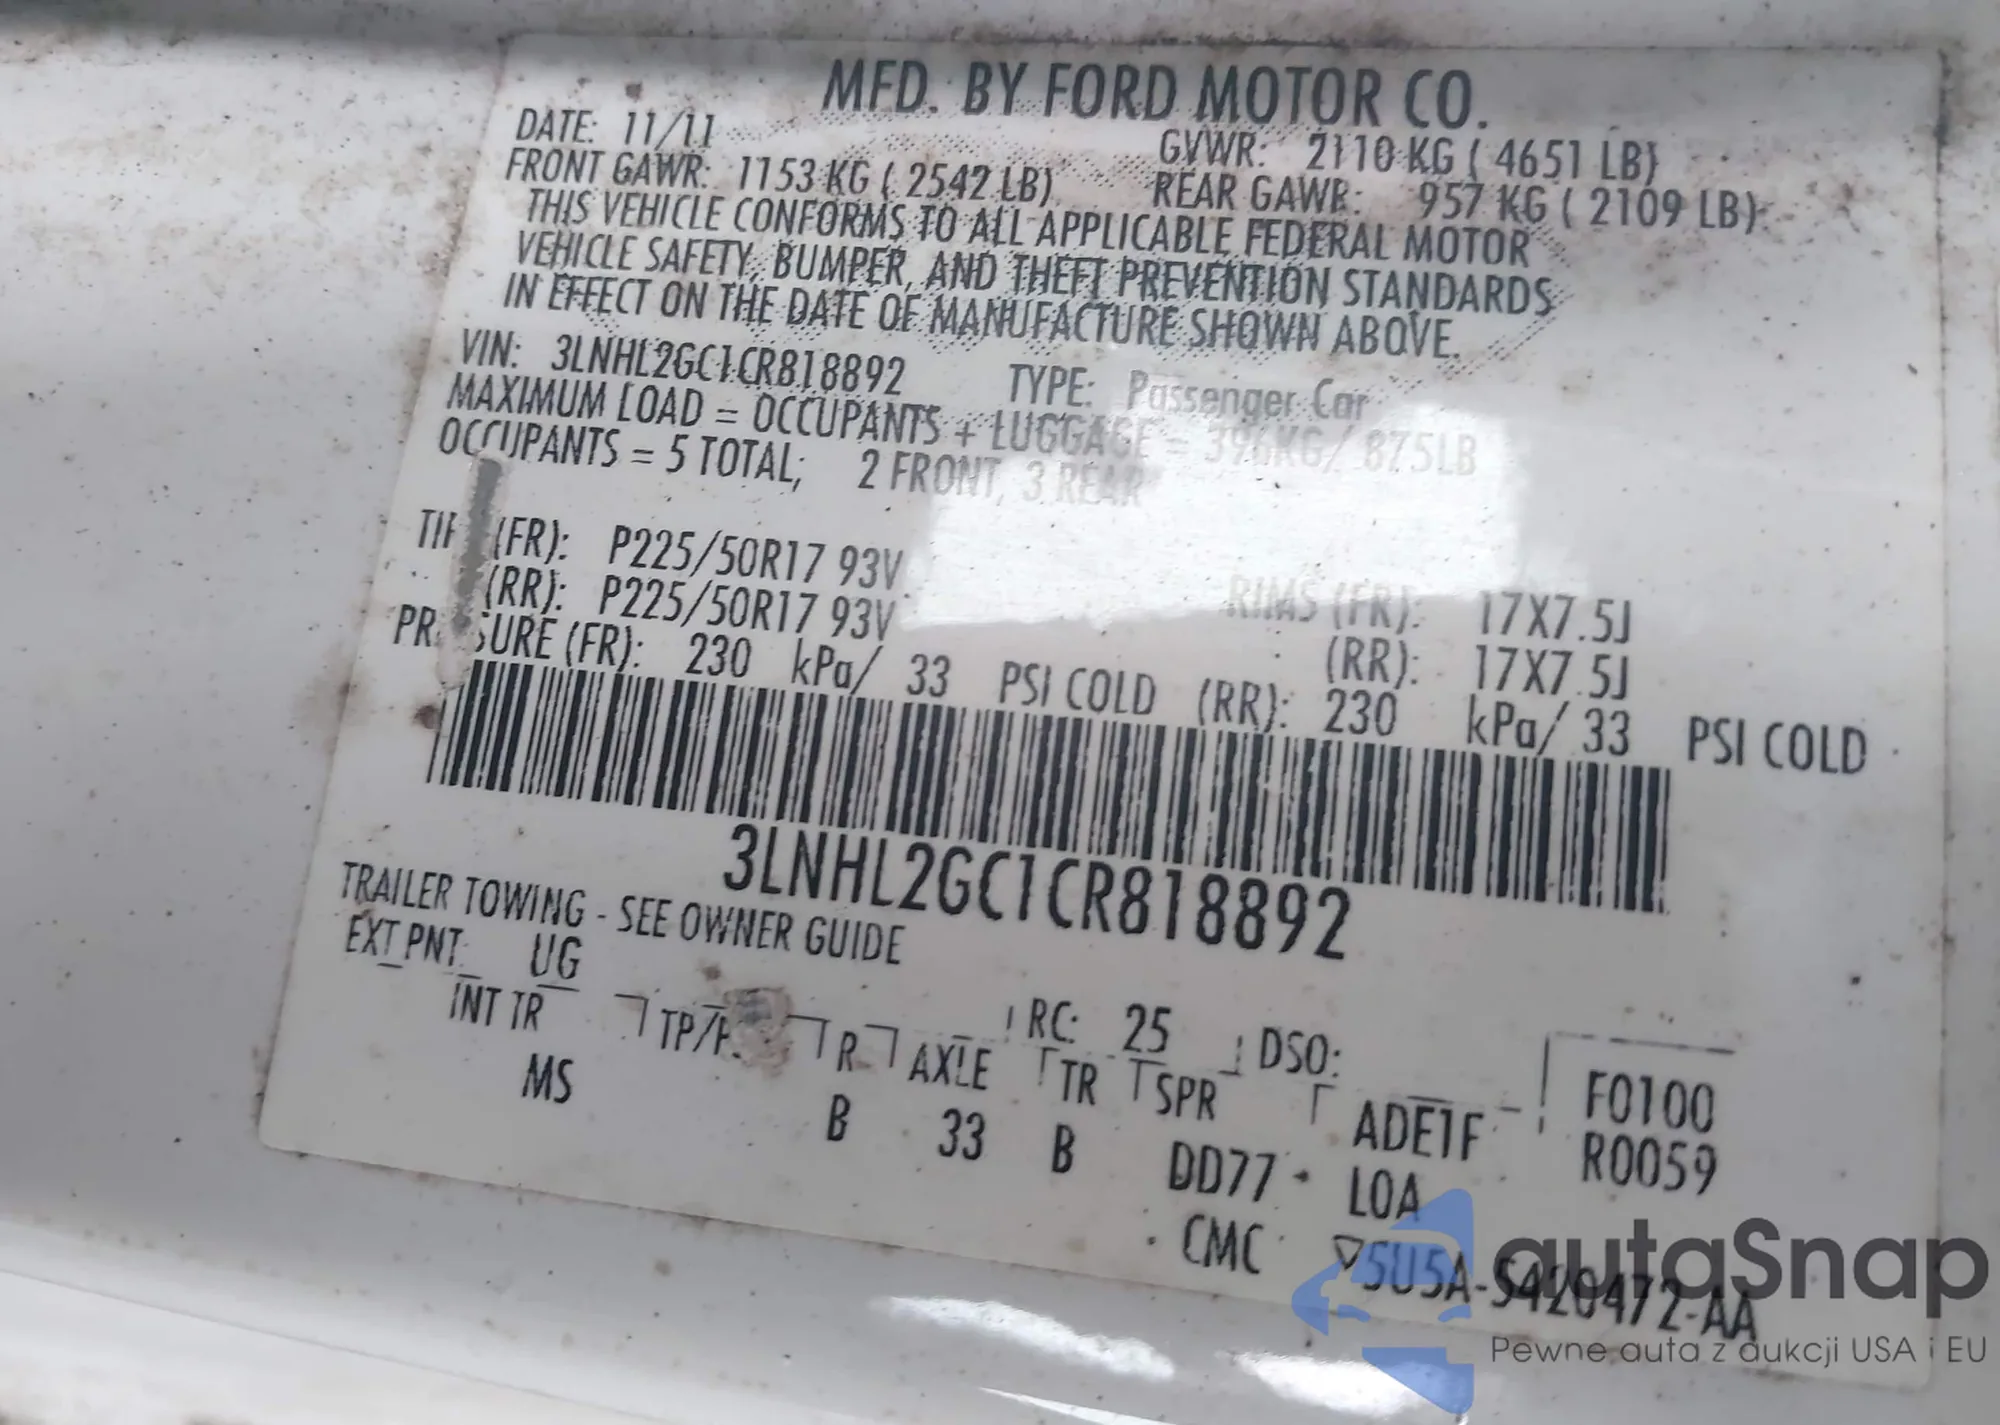 MFD. BY FORD MOTOR CO.
DATE: 11/11 GVWR: 2110 KG ( 4651 LB)
FRONT GAWR: 1153 KG ( 2542 LB) REAR GAWR: 957 KG ( 2109 LB)
THIS VEHICLE CONFORMS TO ALL APPLICABLE FEDERAL MOTOR
VEHICLE SAFETY, BUMPER, AND THEFT PREVENTION STANDARDS
IN EFFECT ON THE DATE OF MANUFACTURE SHOWN ABOVE.
VIN: 3LNHL2GC1CR818892 TYPE: Passenger Car
MAXIMUM LOAD = OCCUPANTS + LUGGAGE = 396KG/ 875LB
OCCUPANTS = 5 TOTAL; 2 FRONT, 3 REAR
(FR): P225/50R17 93V RIMS (FR): 17X7.5J
(RR): P225/50R17 93V (RR): 17X7.5J
PRESSURE (FR): 230 kPa/ 33 PSI COLD (RR): 230 kPa/ 33 PSI COLD
3LNHL2GC1CR818892
TRAILER TOWING - SEE OWNER GUIDE
EXT PNT: UG RC: 25 DSO:
INT TR R AXLE TR SPR ADE1F F0100
MS B 33 B DD77 LOA R0059
CMC ▽5U5A-5420472-AA
autaSnap
Pewne auta z aukcji USA i EU